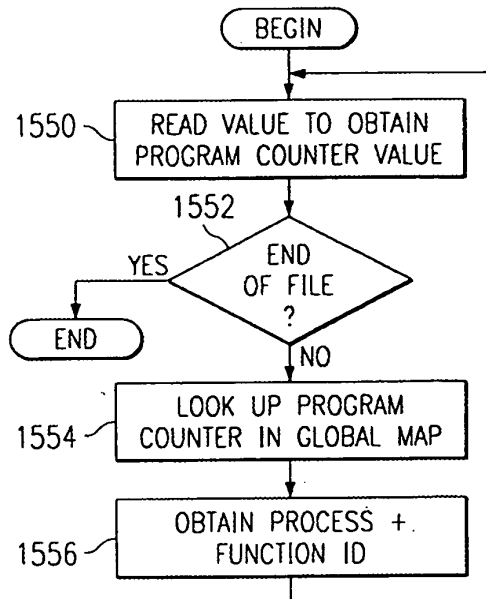 BEGIN
1550
READ VALUE TO OBTAIN
PROGRAM COUNTER VALUE
1552
END
OF FILE
?
YES
END
NO
1554
LOOK UP PROGRAM
COUNTER IN GLOBAL MAP
1556
OBTAIN PROCESS +
FUNCTION ID